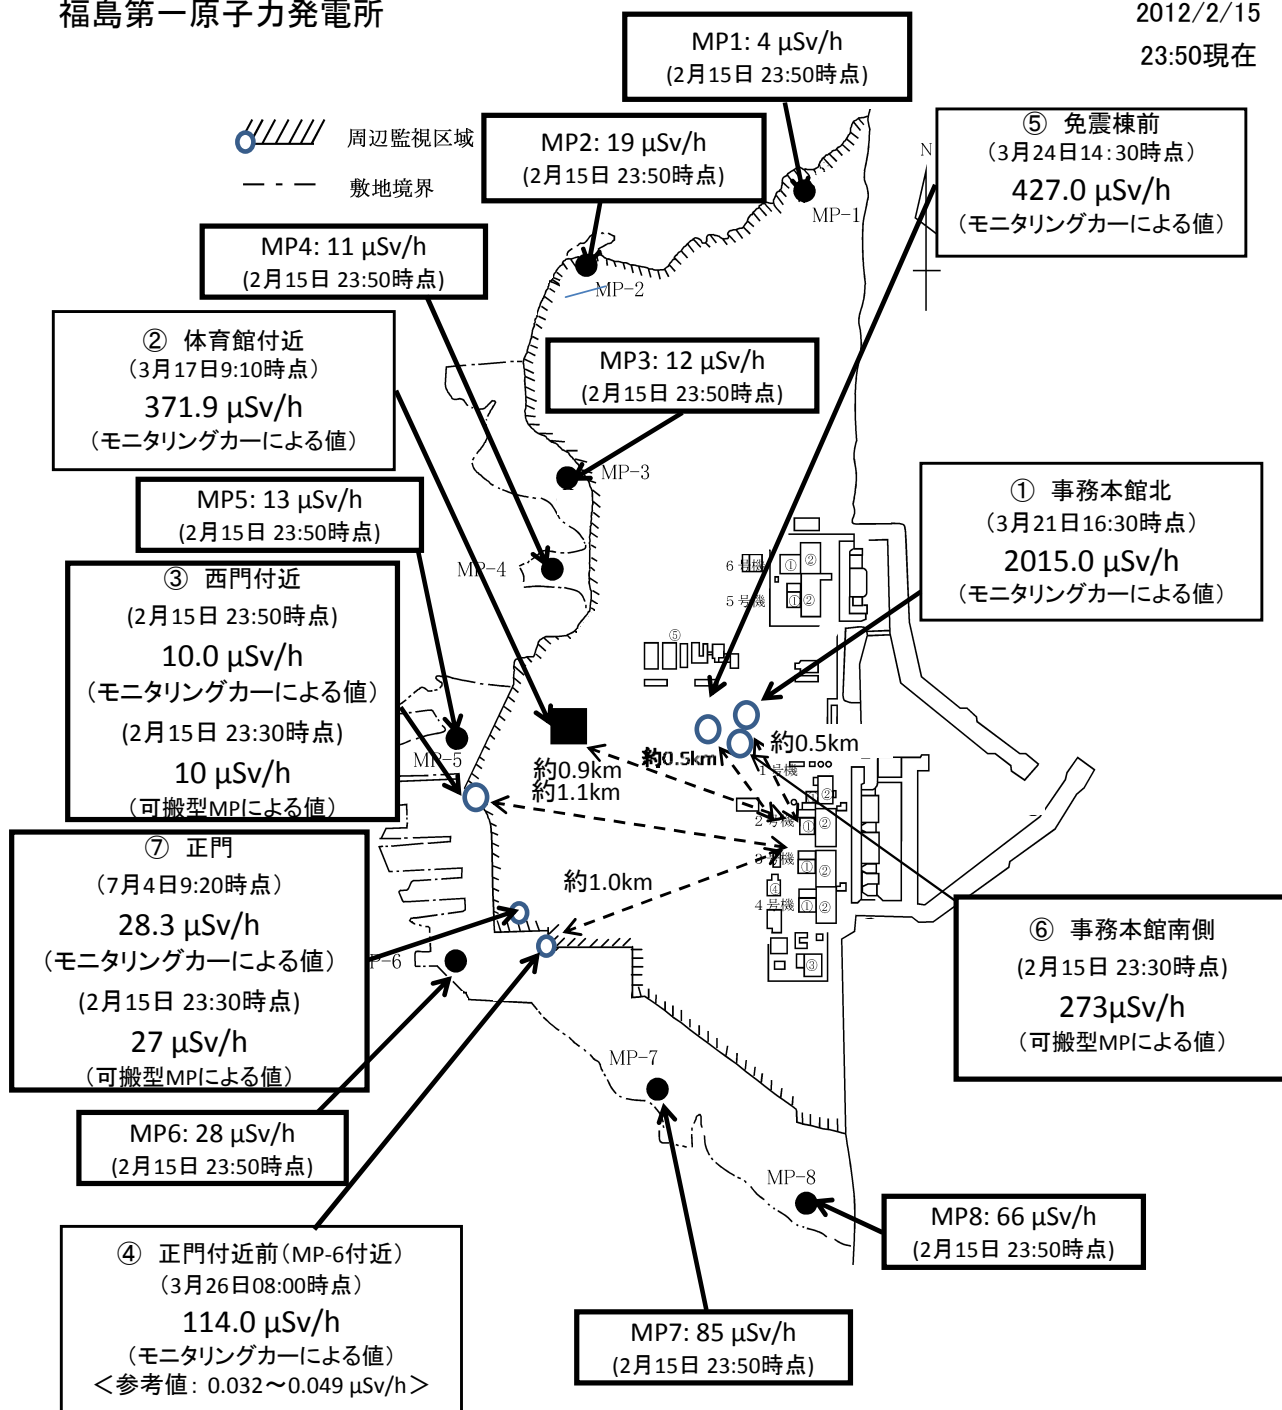 福島第一原子力発電所
2012/2/15
23:50現在
MP1: 4 μSv/h
(2月15日 23:50時点)
周辺監視区域
敷地境界
MP2: 19 μSv/h
(2月15日 23:50時点)
⑤ 免震棟前
(3月24日14:30時点)
427.0 μSv/h
(モニタリングカーによる値)
N
MP-1
MP4: 11 μSv/h
(2月15日 23:50時点)
MP-2
② 体育館付近
(3月17日9:10時点)
371.9 μSv/h
(モニタリングカーによる値)
MP3: 12 μSv/h
(2月15日 23:50時点)
MP-3
MP5: 13 μSv/h
(2月15日 23:50時点)
① 事務本館北
(3月21日16:30時点)
2015.0 μSv/h
(モニタリングカーによる値)
MP-4
6号機
① ②
5号機
① ②
③ 西門付近
(2月15日 23:50時点)
10.0 μSv/h
(モニタリングカーによる値)
(2月15日 23:30時点)
10 μSv/h
(可搬型MPによる値)
⑤
MP-5
約0.9km
約1.1km
約0.5km
約0.5km
1号機
②
2号機
① ②
3号機
① ②
④
4号機
① ②
③
約1.0km
⑦ 正門
(7月4日9:20時点)
28.3 μSv/h
(モニタリングカーによる値)
(2月15日 23:30時点)
27 μSv/h
(可搬型MPによる値)
P-6
⑥ 事務本館南側
(2月15日 23:30時点)
273μSv/h
(可搬型MPによる値)
MP-7
MP6: 28 μSv/h
(2月15日 23:50時点)
MP-8
MP8: 66 μSv/h
(2月15日 23:50時点)
④ 正門付近前(MP-6付近)
(3月26日08:00時点)
114.0 μSv/h
(モニタリングカーによる値)
＜参考値: 0.032～0.049 μSv/h＞
MP7: 85 μSv/h
(2月15日 23:50時点)